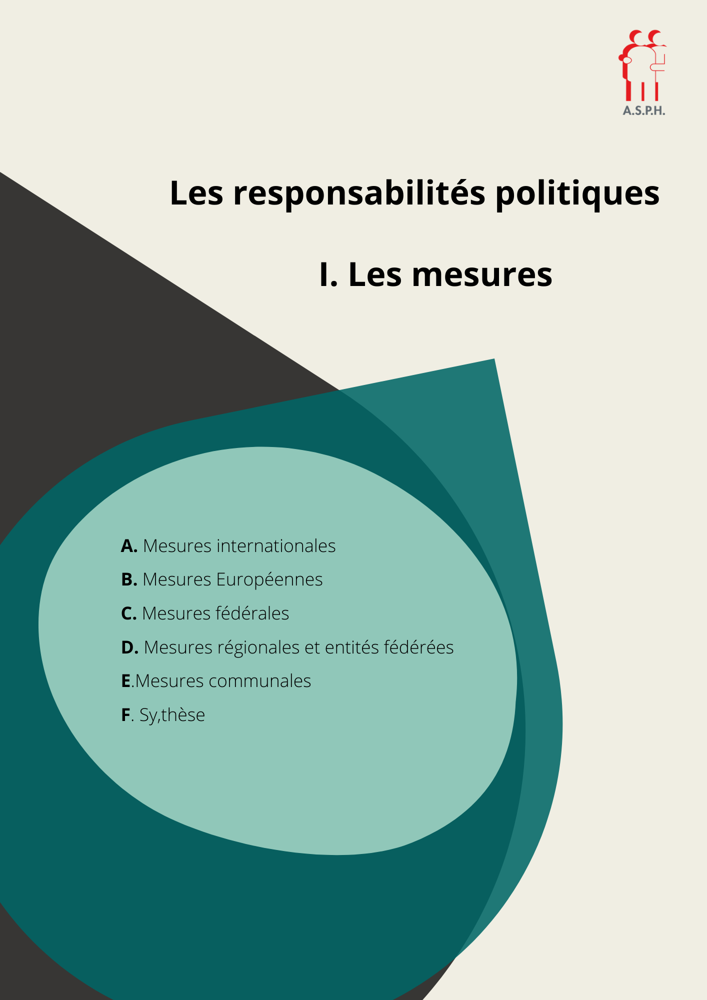 A.S.P.H.
Les responsabilités politiques
I. Les mesures
A. Mesures internationales
B. Mesures Européennes
C. Mesures fédérales
D. Mesures régionales et entités fédérées
E.Mesures communales
F. Sy,thèse